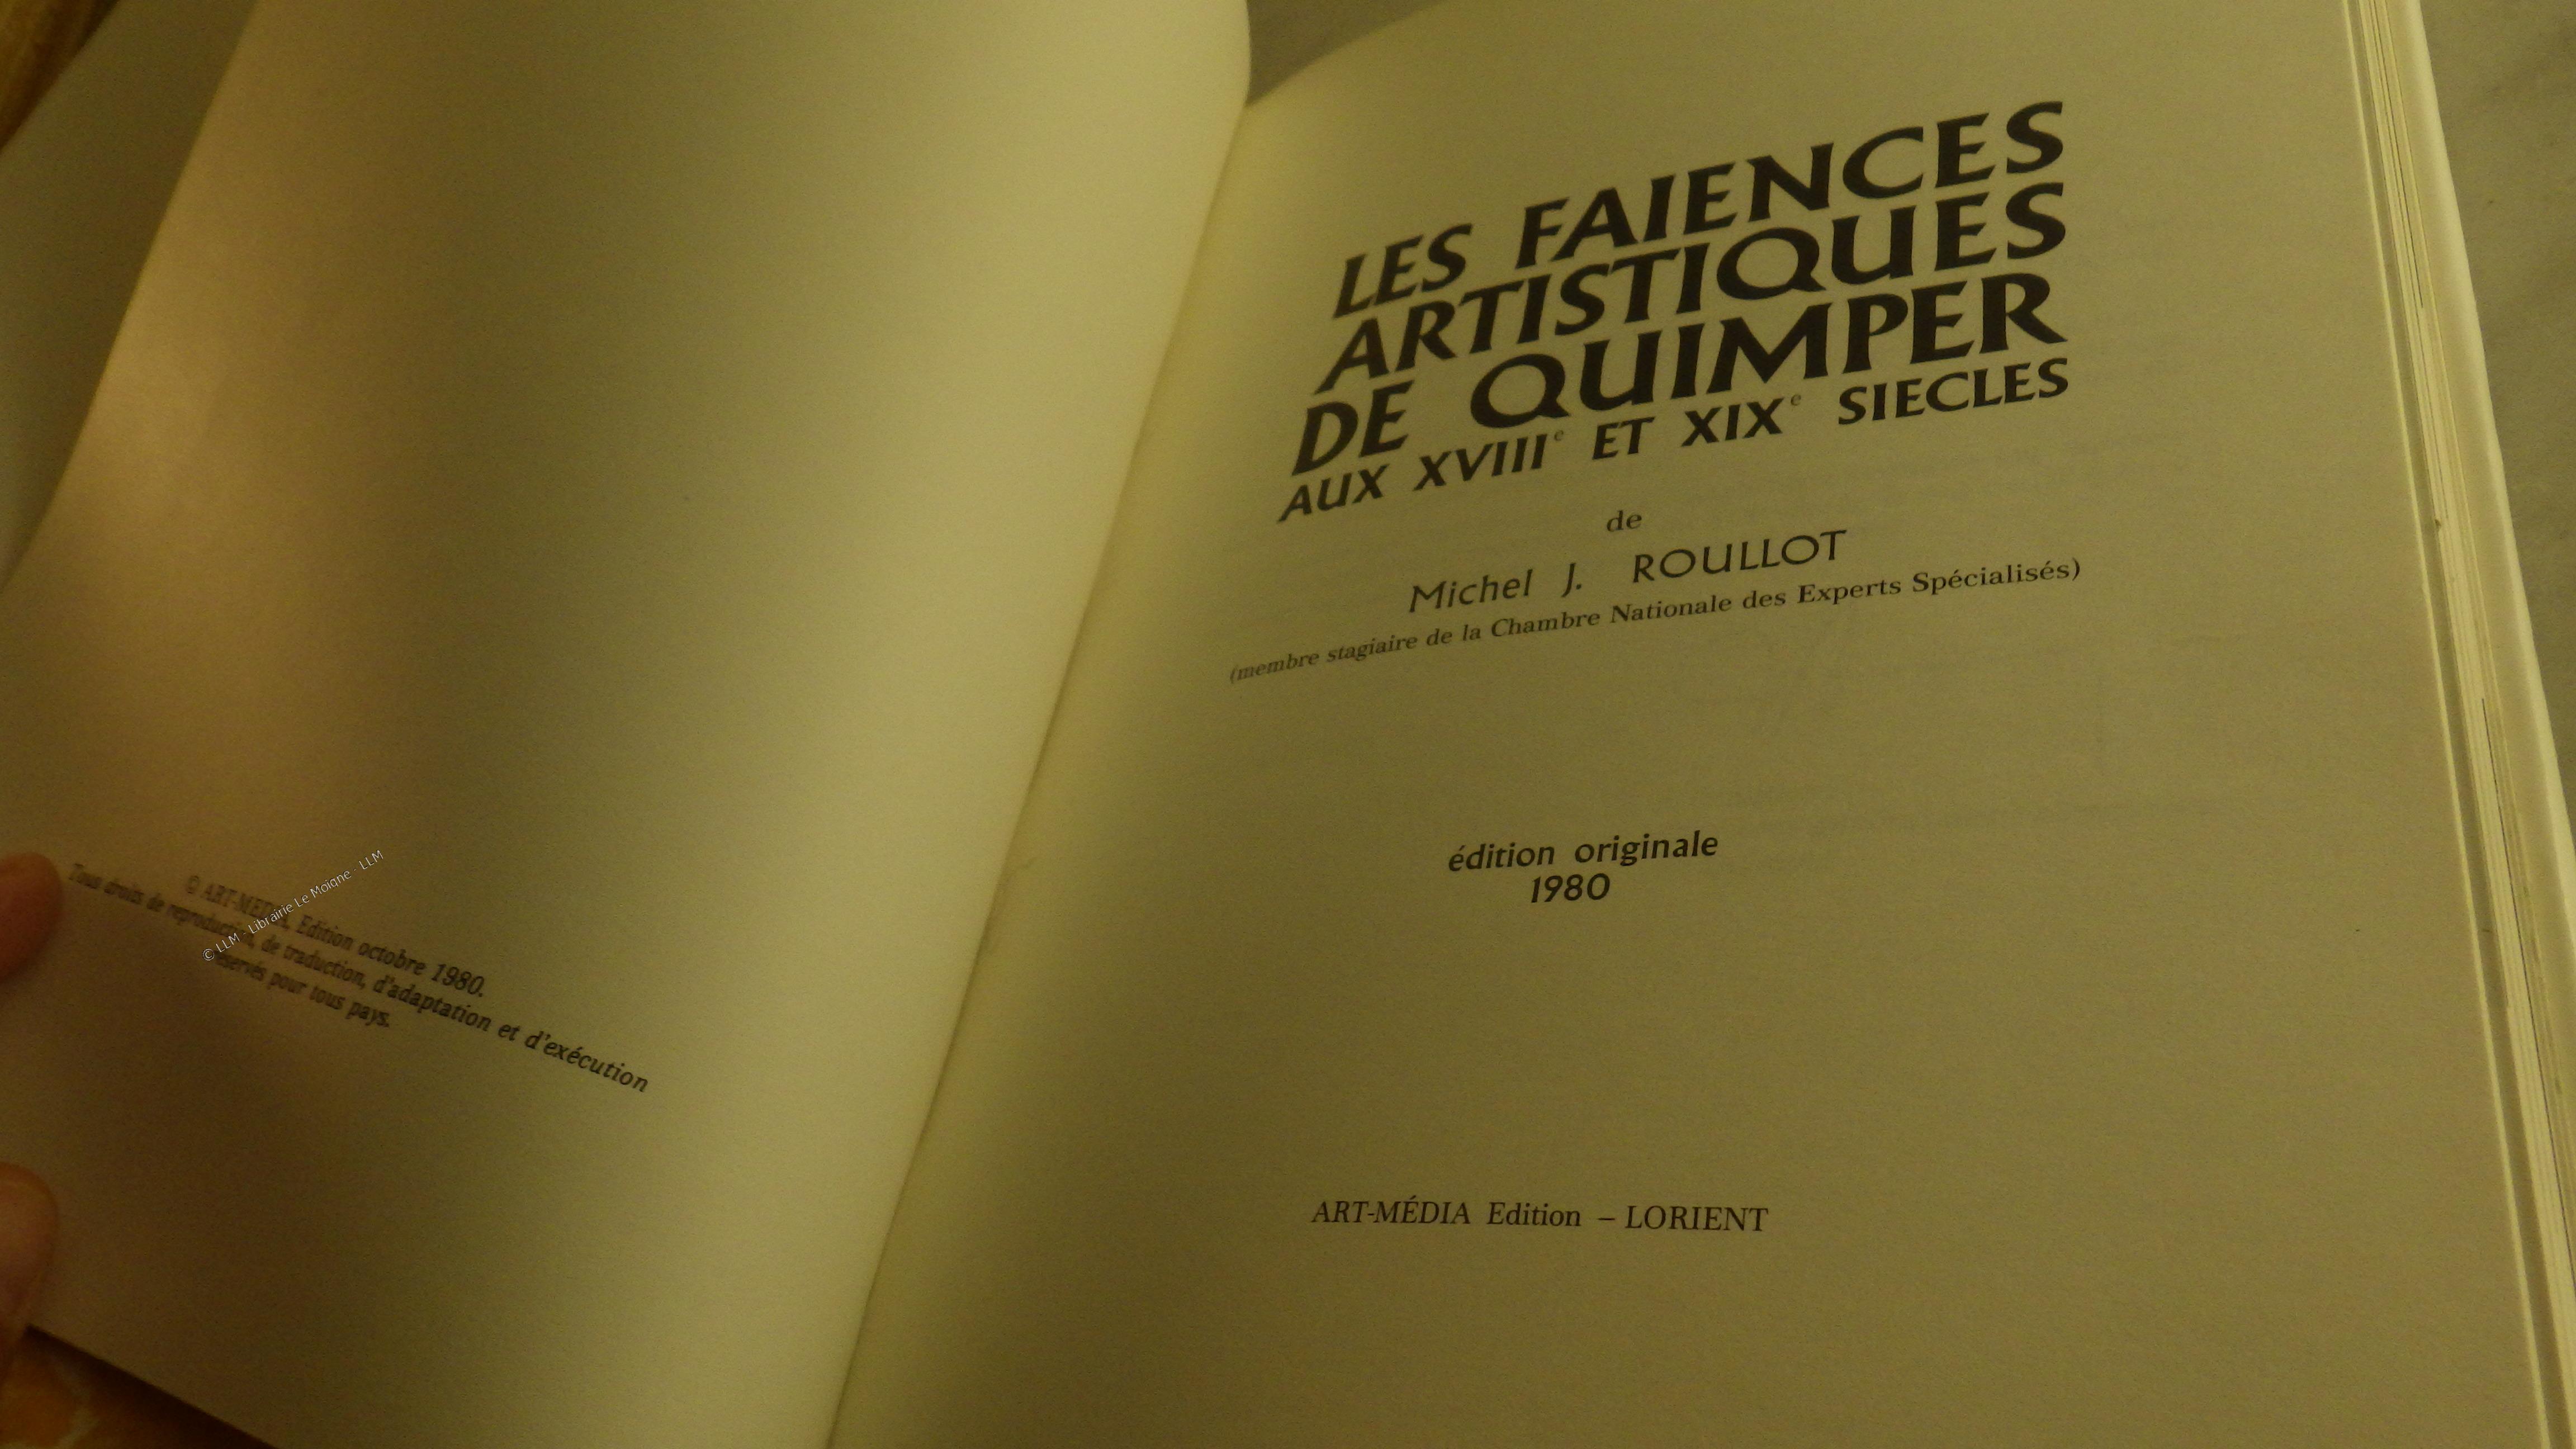 © ART-MEDIA, Edition octobre 1980.
Tous droits de reproduction, de traduction, d'adaptation et d'exécution
réservés pour tous pays.
© LLM - Librairie Le Moigne - LLM
LES FAIENCES
ARTISTIQUES
DE QUIMPER
AUX XVIIIe ET XIXe SIECLES
de
Michel J. ROULLOT
(membre stagiaire de la Chambre Nationale des Experts Spécialisés)
édition originale
1980
ART-MÉDIA Edition – LORIENT